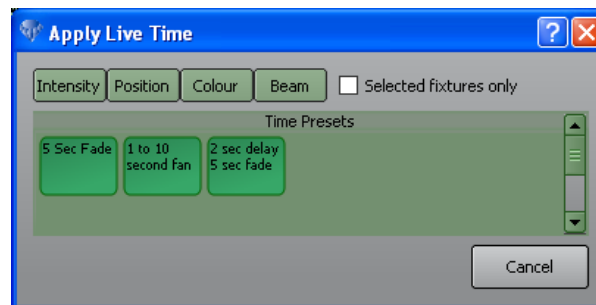 Apply Live Time
Intensity Position Colour Beam Selected fixtures only
Time Presets
5 Sec Fade 1 to 10 2 sec delay
second fan 5 sec fade
Cancel